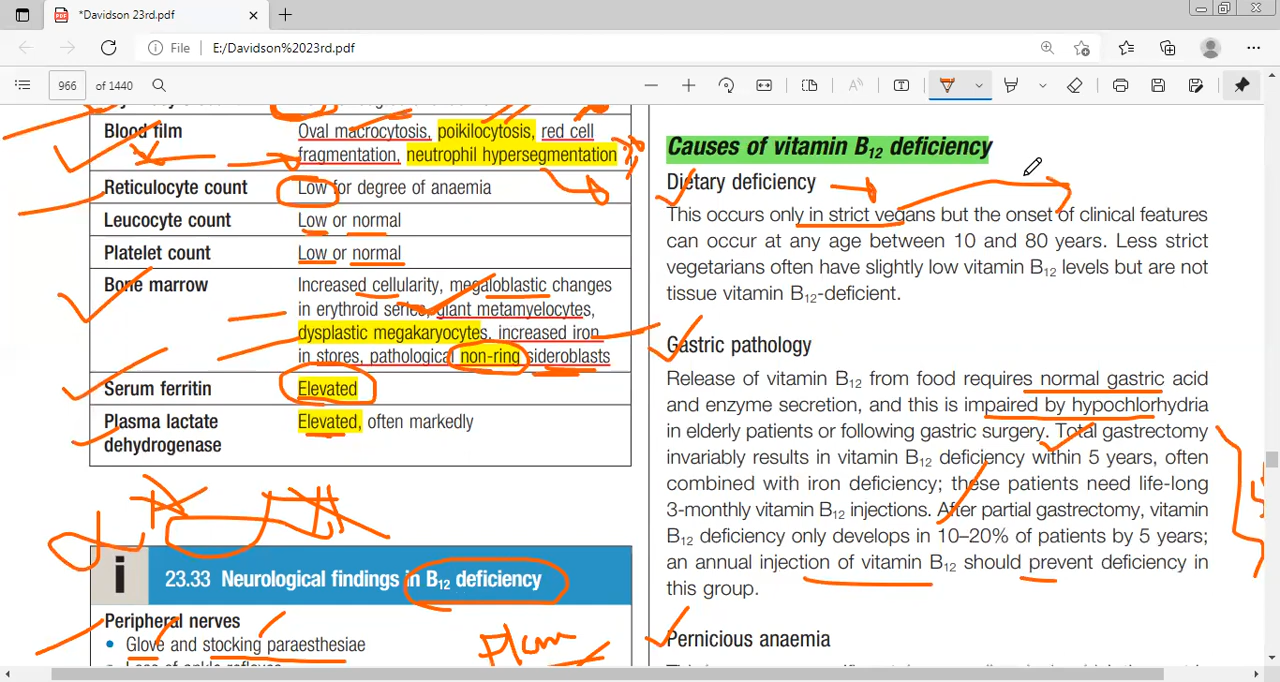 *Davidson 23rd.pdf
File E:/Davidson%2023rd.pdf
966 of 1440
Blood film
Oval macrocytosis, poikilocytosis, red cell
fragmentation, neutrophil hypersegmentation
Reticulocyte count Low for degree of anaemia
Leucocyte count Low or normal
Platelet count Low or normal
Bone marrow Increased cellularity, megaloblastic changes
in erythroid series, giant metamyelocytes,
dysplastic megakaryocytes, increased iron
in stores, pathological non-ring sideroblasts
Serum ferritin Elevated
Plasma lactate
dehydrogenase
Elevated, often markedly
i 23.33 Neurological findings in B12 deficiency
Peripheral nerves
• Glove and stocking paraesthesiae
Causes of vitamin B12 deficiency
Dietary deficiency
This occurs only in strict vegans but the onset of clinical features
can occur at any age between 10 and 80 years. Less strict
vegetarians often have slightly low vitamin B12 levels but are not
tissue vitamin B12-deficient.
Gastric pathology
Release of vitamin B12 from food requires normal gastric acid
and enzyme secretion, and this is impaired by hypochlorhydria
in elderly patients or following gastric surgery. Total gastrectomy
invariably results in vitamin B12 deficiency within 5 years, often
combined with iron deficiency; these patients need life-long
3-monthly vitamin B12 injections. After partial gastrectomy, vitamin
B12 deficiency only develops in 10–20% of patients by 5 years;
an annual injection of vitamin B12 should prevent deficiency in
this group.
Pernicious anaemia